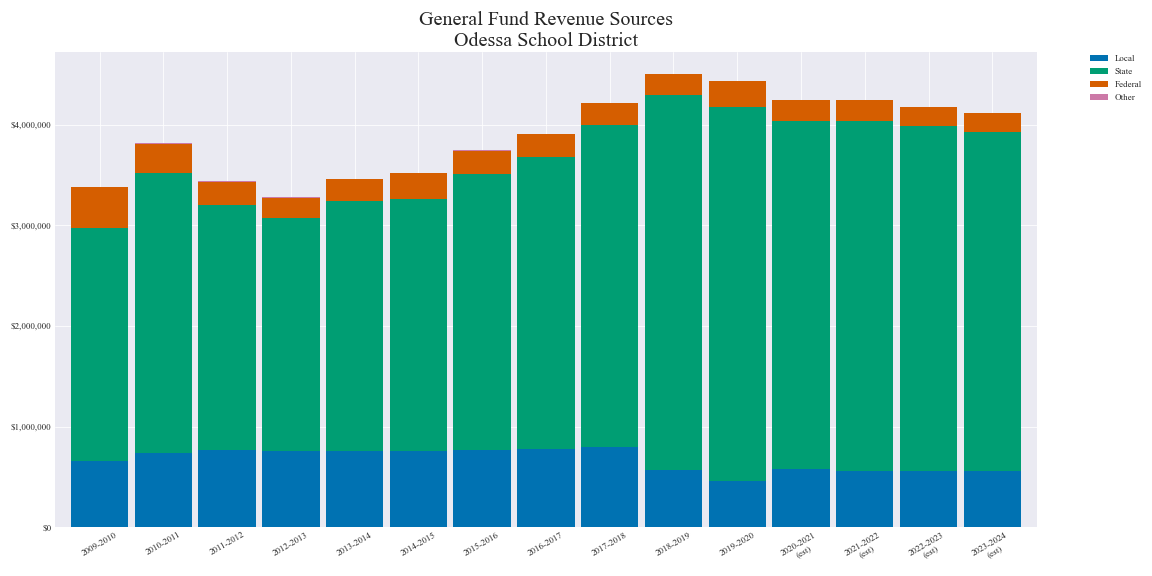 General Fund Revenue Sources
Odessa School District
Local
State
Federal
Other
$4,000,000
$3,000,000
$2,000,000
$1,000,000
$0
2009-2010
2010-2011
2011-2012
2012-2013
2013-2014
2014-2015
2015-2016
2016-2017
2017-2018
2018-2019
2019-2020
2020-2021
(est)
2021-2022
(est)
2022-2023
(est)
2023-2024
(est)